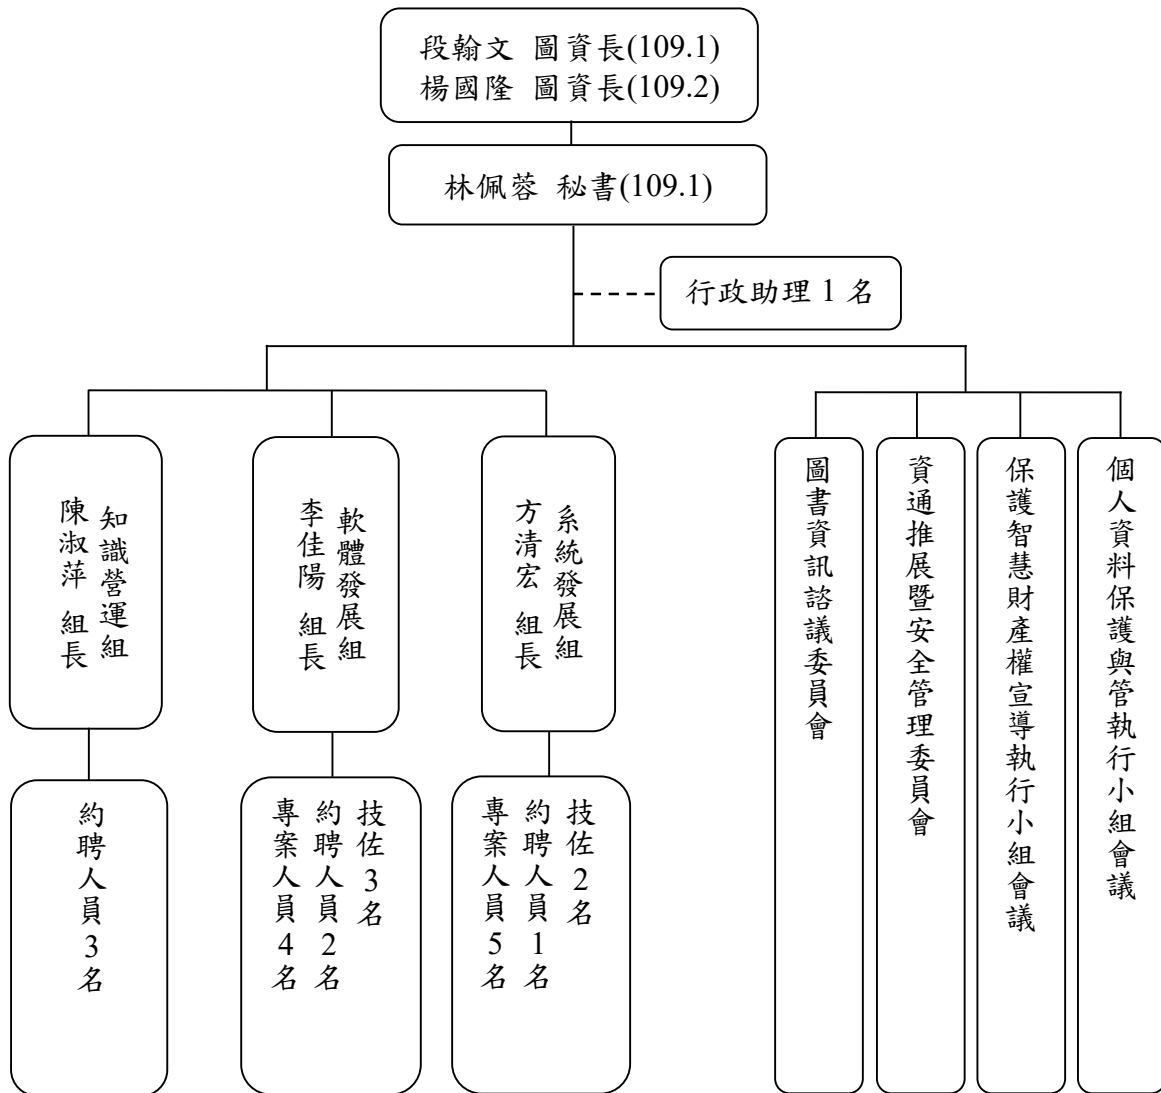 段翰文 圖資長(109.1)
楊國隆 圖資長(109.2)
林佩蓉 秘書(109.1)
行政助理 1 名
知識營運組
陳淑萍 組長
軟體發展組
李佳陽 組長
系統發展組
方清宏 組長
圖書資訊諮議委員會
資通推展暨安全管理委員會
保護智慧財產權宣導執行小組會議
個人資料保護與管執行小組會議
約聘人員3名
技佐3名
約聘人員2名
專案人員4名
技佐2名
約聘人員1名
專案人員5名